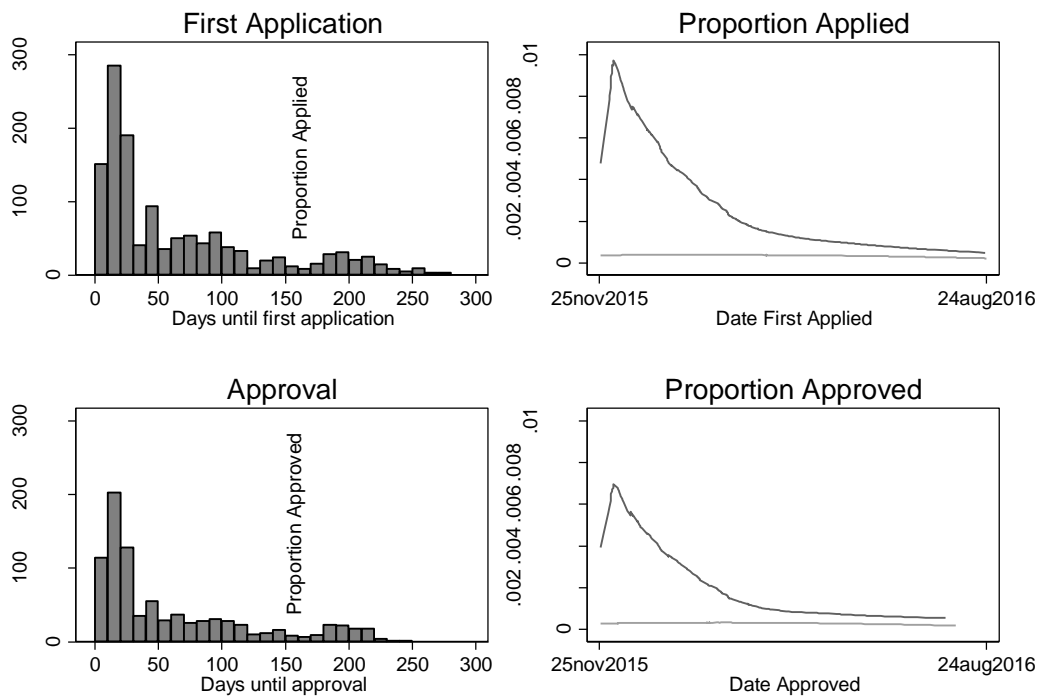 First Application
300
200
100
0
0 50 100 150 200 250 300
Days until first application
Proportion Applied
Proportion Applied
.01
.002 .004 .006 .008
0
25nov2015 24aug2016
Date First Applied
Approval
300
200
100
0
0 50 100 150 200 250 300
Days until approval
Proportion Approved
Proportion Approved
.01
.002 .004 .006 .008
0
25nov2015 24aug2016
Date Approved